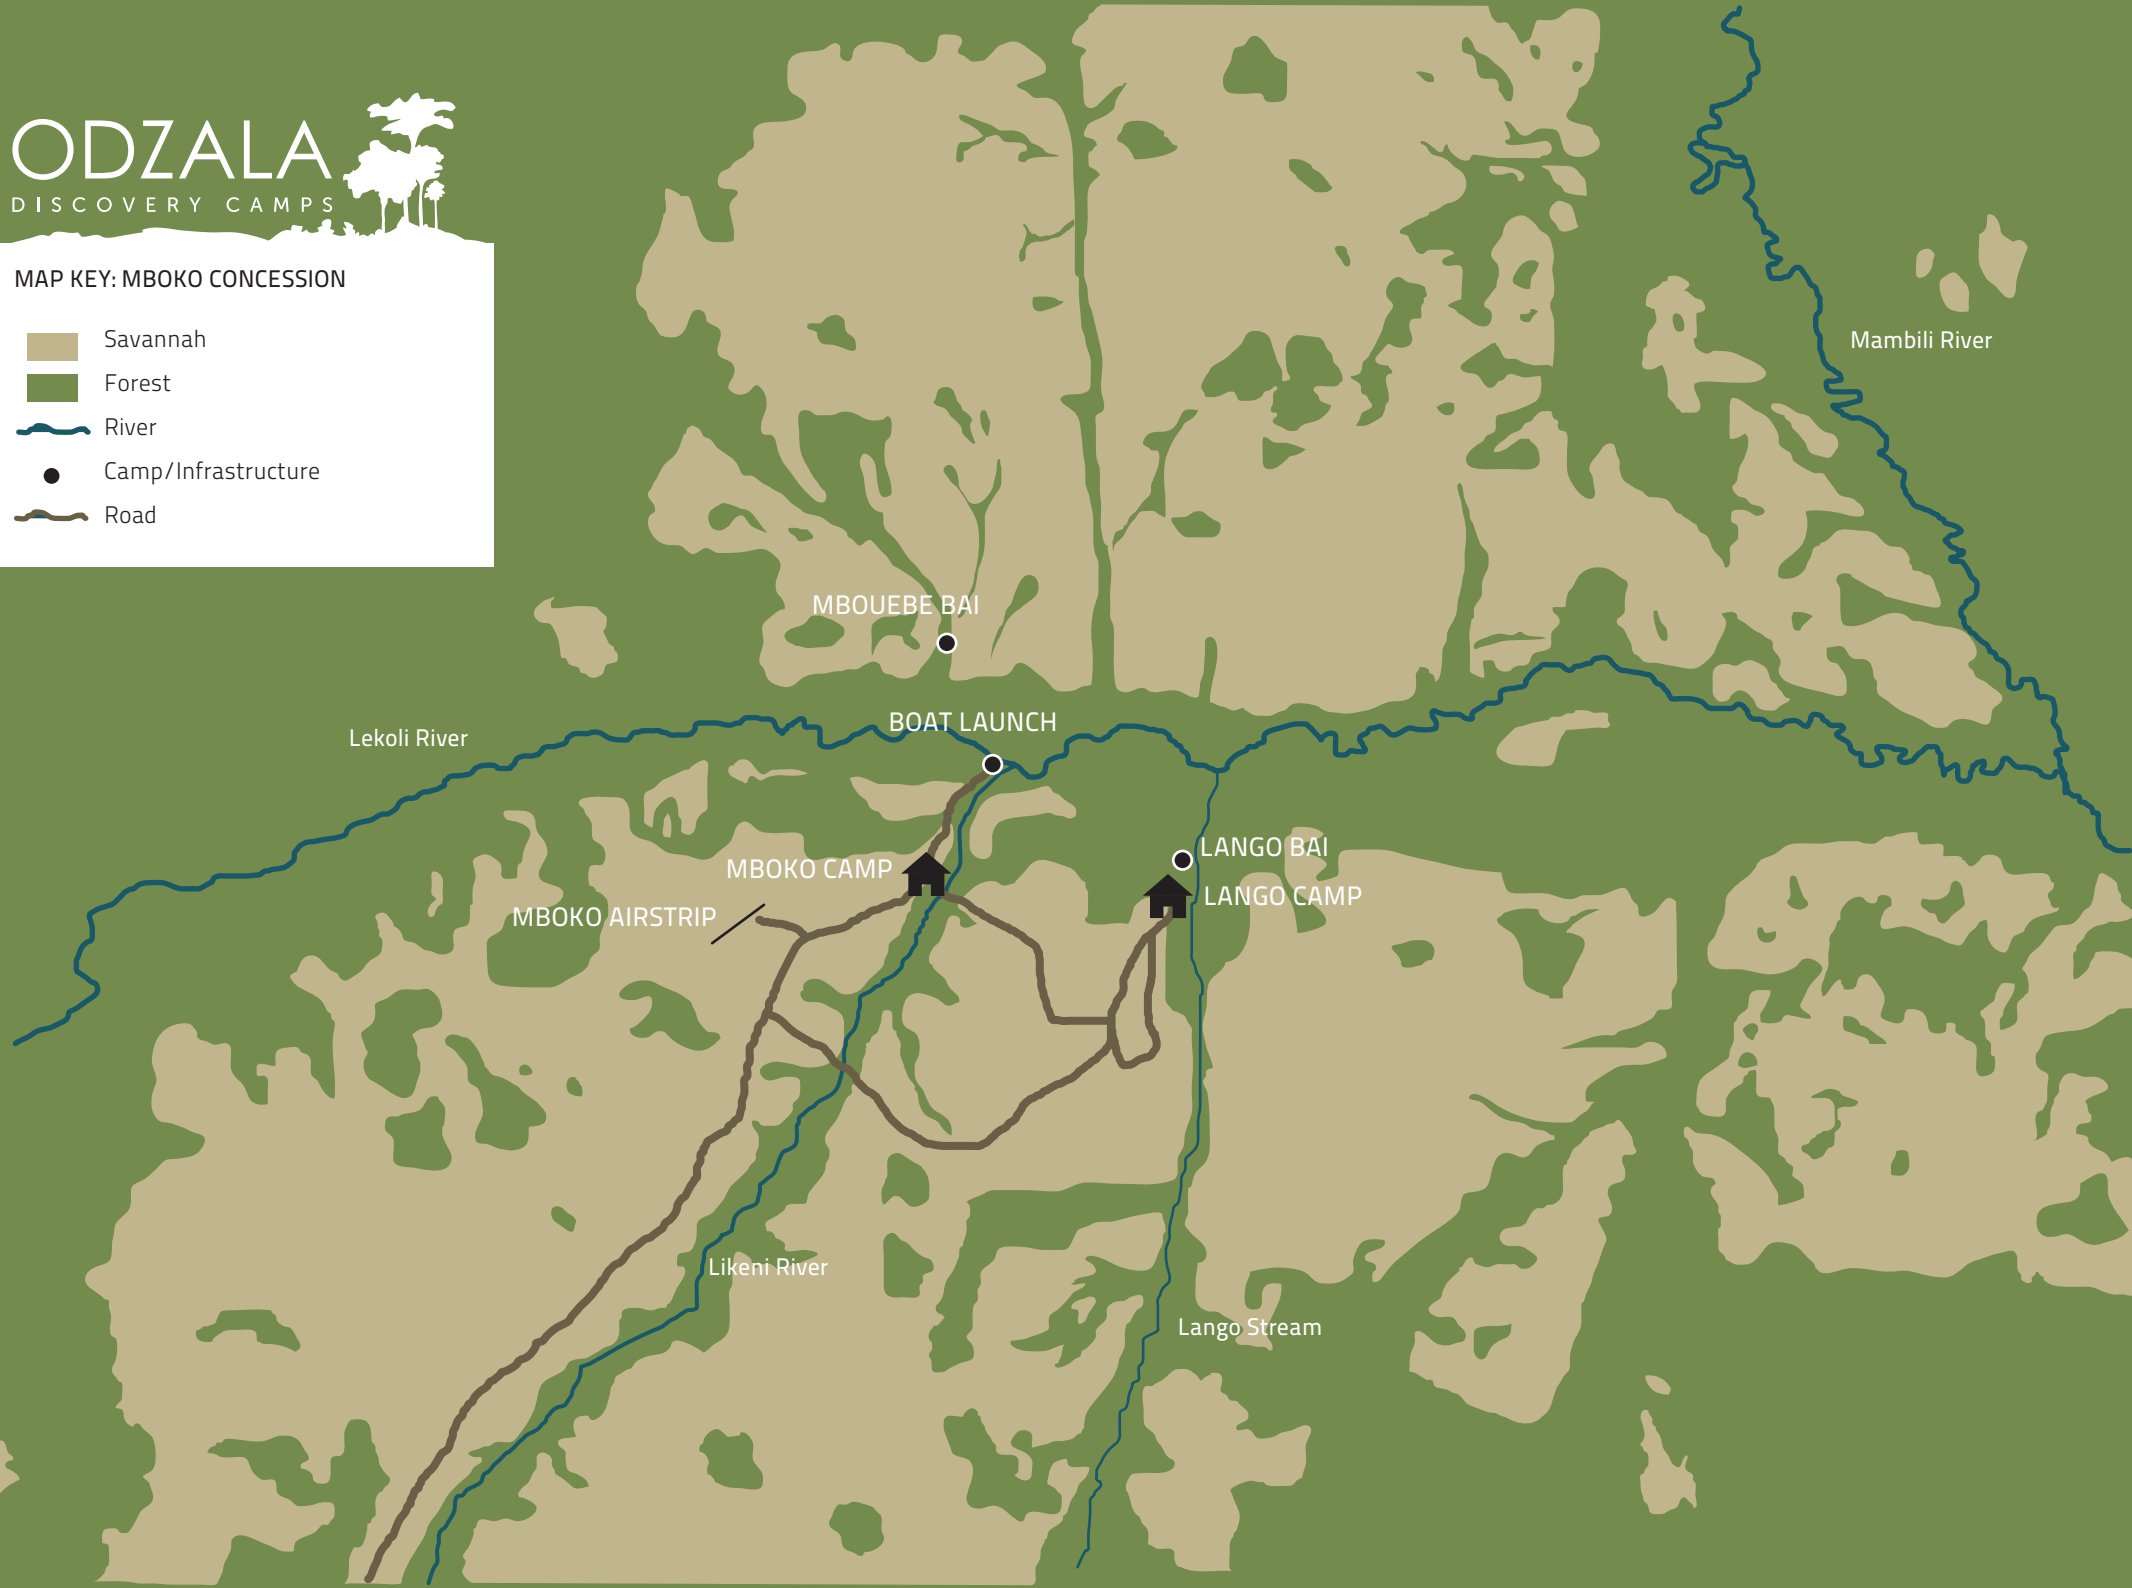 ODZALA
DISCOVERY CAMPS
MAP KEY: MBOKO CONCESSION
Savannah
Forest
River
Camp/Infrastructure
Road
Mambili River
MBOUEBE BAI
BOAT LAUNCH
Lekoli River
LANGO BAI
MBOKO CAMP
LANGO CAMP
MBOKO AIRSTRIP
Likeni River
Lango Stream